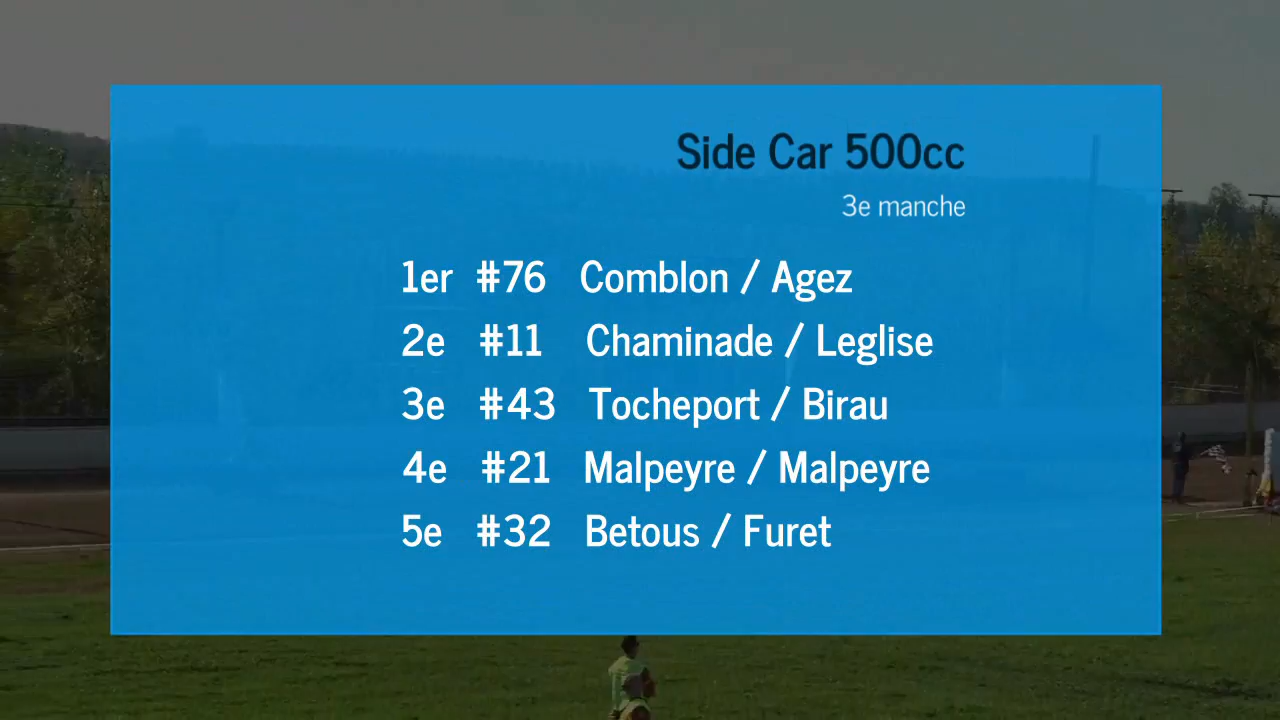 Side Car 500cc
3e manche
1er #76 Comblon / Agez
2e #11 Chaminade / Leglise
3e #43 Tocheport / Birau
4e #21 Malpeyre / Malpeyre
5e #32 Betous / Furet